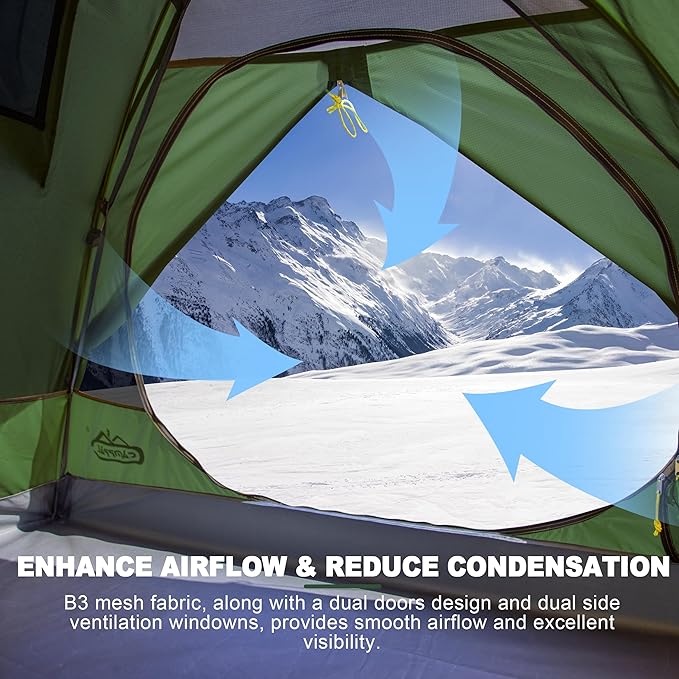 ENHANCE AIRFLOW & REDUCE CONDENSATION
B3 mesh fabric, along with a dual doors design and dual side
ventilation windowns, provides smooth airflow and excellent
visibility.